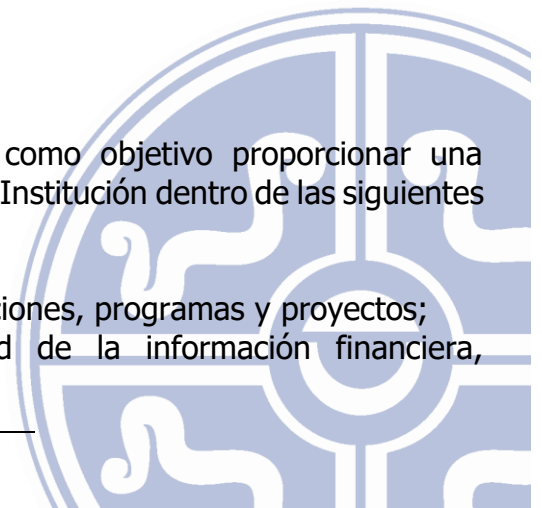 como objetivo proporcionar una
Institución dentro de las siguientes
ciones, programas y proyectos;
d de la información financiera,